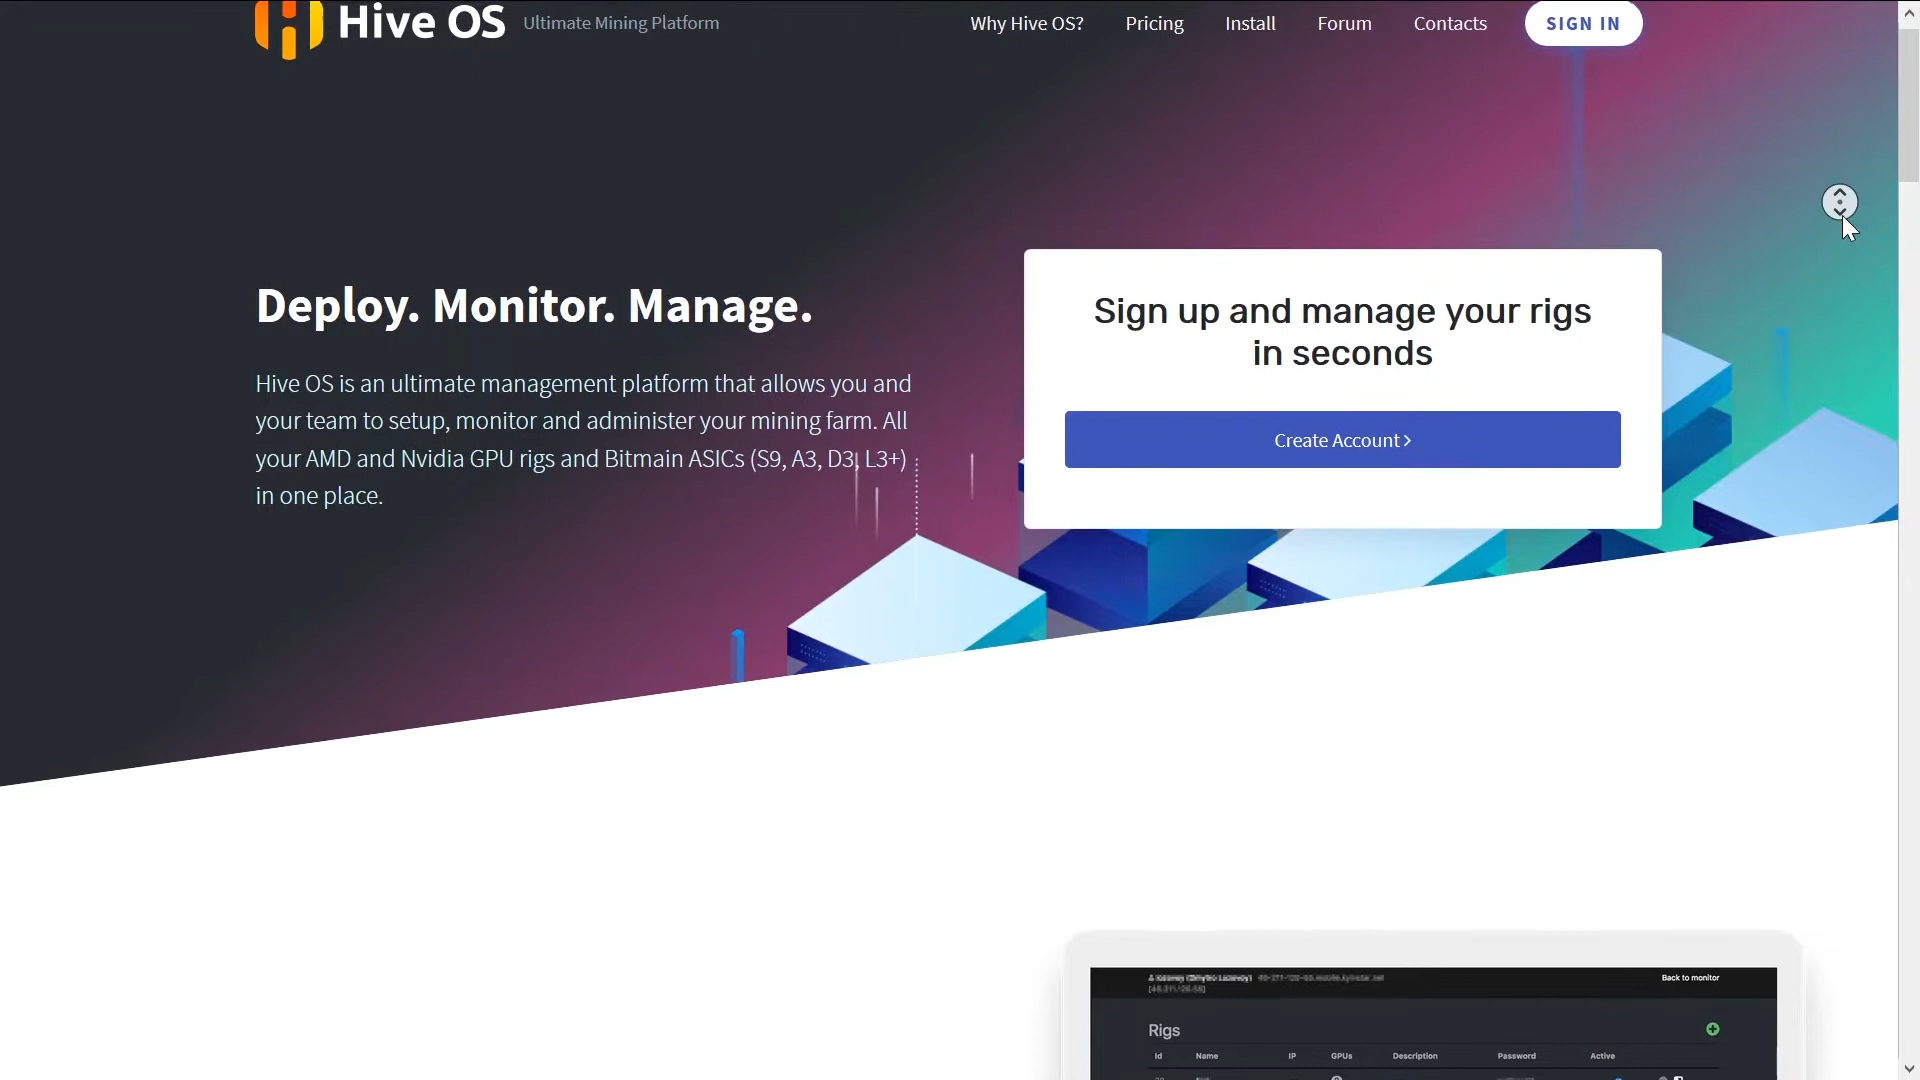 Hive OS Ultimate Mining Platform Why Hive OS? Pricing Install Forum Contacts SIGN IN
Deploy. Monitor. Manage.
Hive OS is an ultimate management platform that allows you and
your team to setup, monitor and administer your mining farm. All
your AMD and Nvidia GPU rigs and Bitmain ASICs (S9, A3, D3, L3+)
in one place.
Sign up and manage your rigs
in seconds
Create Account
Back to monitor
Rigs
Id Name IP GPUs Description Password Active